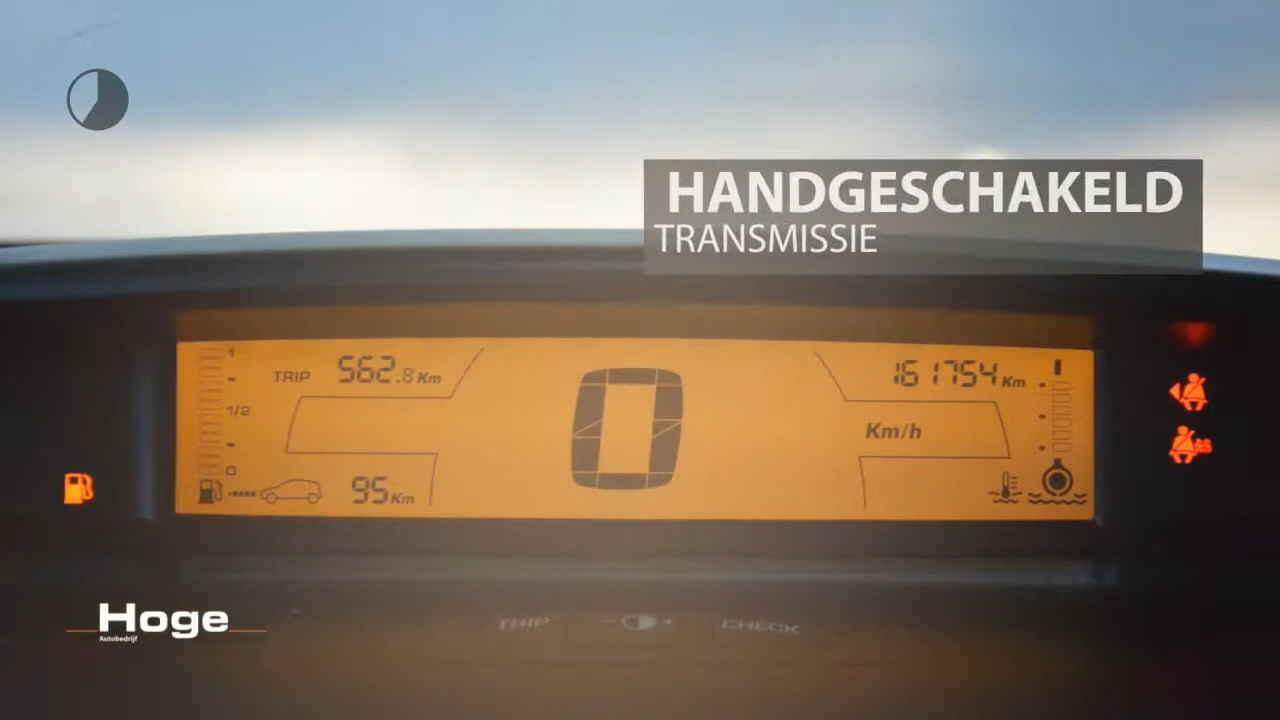 HANDGESCHAKELD
TRANSMISSIE
1
TRIP 562.8 Km
161754 Km
1/2
0
Km/h
0
95 Km
Hoge
Autobedrijf
TRIP - + CHECK